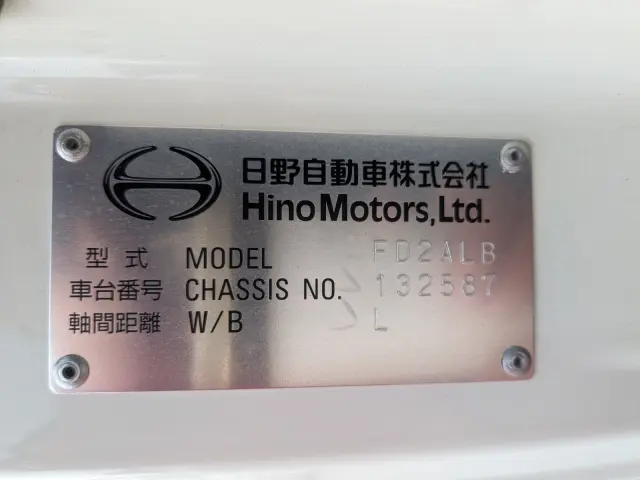 日野自動車株式会社
Hino Motors, Ltd.
型式 MODEL FD2ALB
車台番号 CHASSIS NO. 132587
軸間距離 W/B L